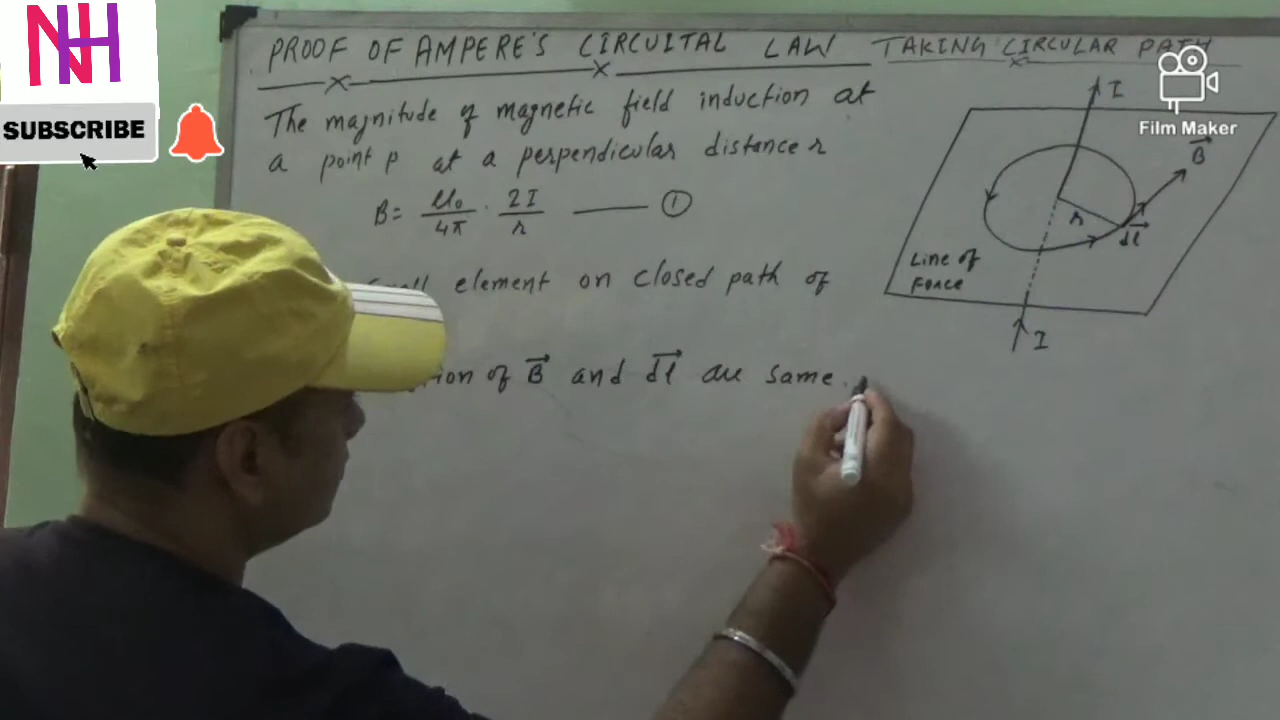 NH
SUBSCRIBE
PROOF OF AMPERE'S CIRCUITAL LAW TAKING CIRCULAR PATH
The magnitude of magnetic field induction at
a point P at a perpendicular distance r
B = μ₀/4π · 2I/r —— ①
element on closed path of
of B⃗ and dl⃗ are same.
I
Film Maker
B⃗
r
dl⃗
Line of
Force
I